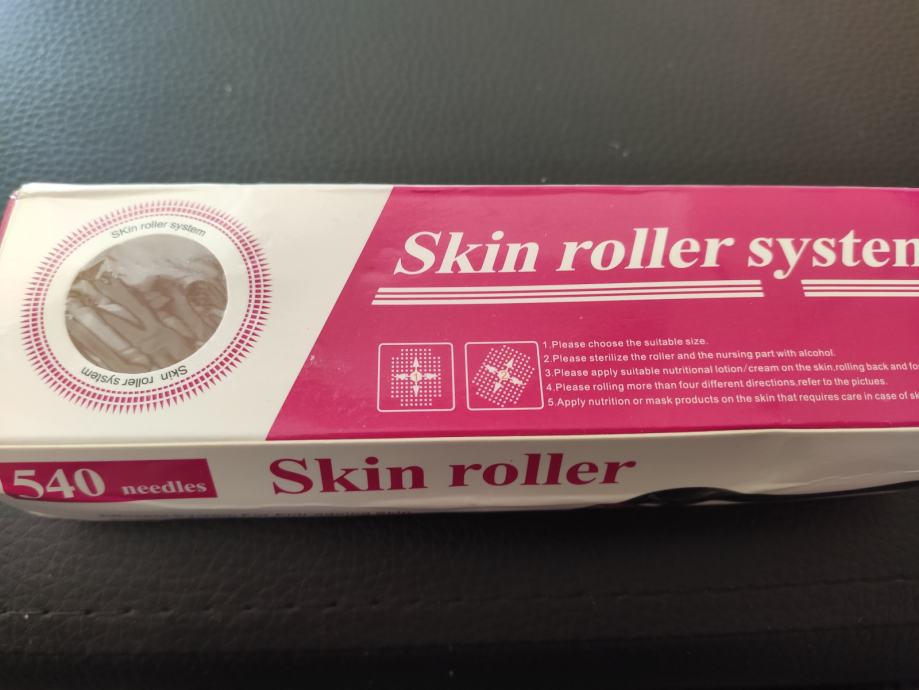 SKin roller system
Skin roller system
Skin roller system
1.Please choose the suitable size.
2.Please sterilize the roller and the nursing part with alcohol.
3.Please apply suitable nutritional lotion/cream on the skin,rolling back and
4.Please rolling more than four different directions,refer to the pictues.
5.Apply nutrition or mask products on the skin that requires care in case of
540 needles
Skin roller